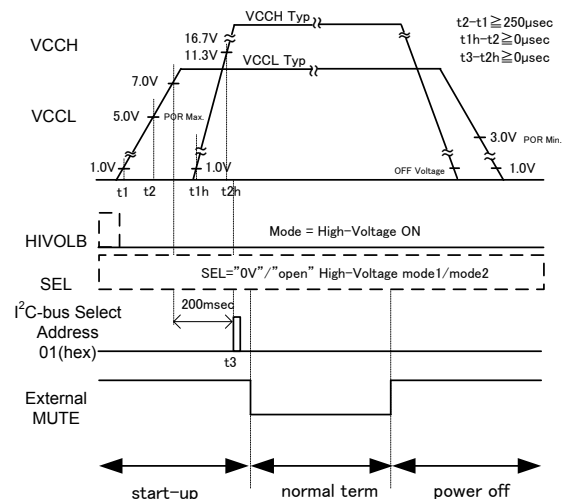 VCCH Typ
t2-t1≧250μsec
VCCH
16.7V
t1h-t2≧0μsec
11.3V
t3-t2h≧0μsec
VCCL Typ
7.0V
VCCL
5.0V POR Max.
3.0V POR Min.
1.0V
1.0V
OFF Voltage
1.0V
t1 t2 t1h t2h
HIVOLB
Mode = High-Voltage ON
SEL
SEL="0V"/"open" High-Voltage mode1/mode2
I²C-bus Select
Address
01(hex)
200msec
t3
External
MUTE
start-up normal term power off